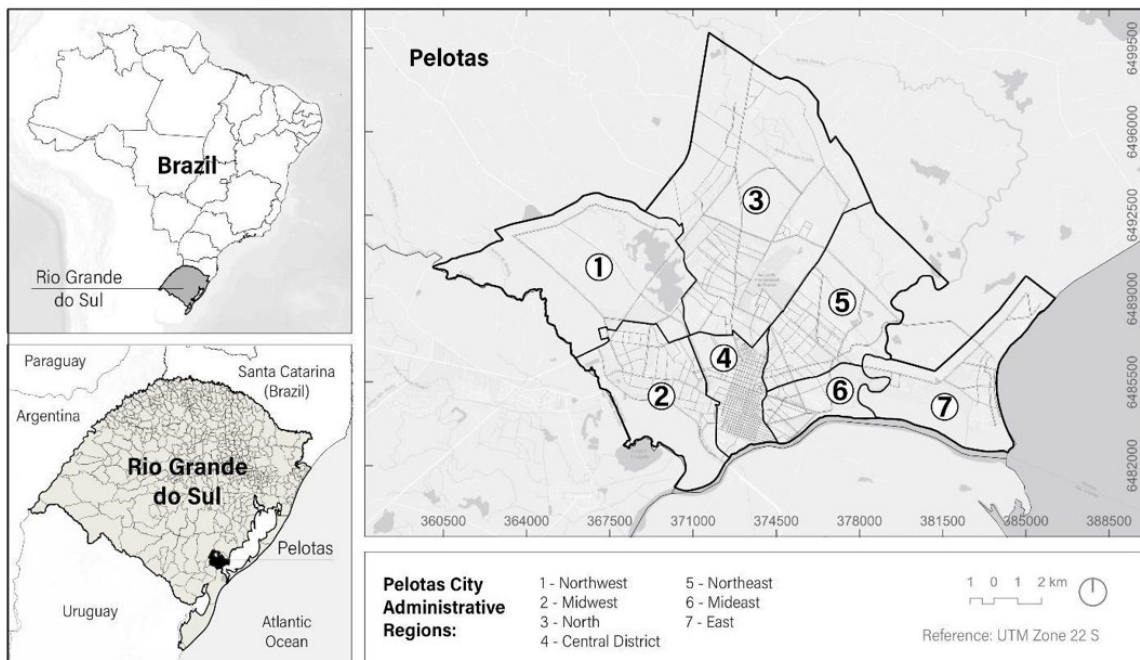 Brazil
Rio Grande
do Sul
Paraguay
Santa Catarina
(Brazil)
Argentina
Rio Grande
do Sul
Pelotas
Uruguay
Atlantic
Ocean
Pelotas
1
2
3
4
5
6
7
6499500
6496000
6492500
6489000
6485500
6482000
360500 364000 367500 371000 374500 378000 381500 385000 388500
Pelotas City
Administrative
Regions:
1 - Northwest
2 - Midwest
3 - North
4 - Central District
5 - Northeast
6 - Mideast
7 - East
1 0 1 2 km
Reference: UTM Zone 22 S